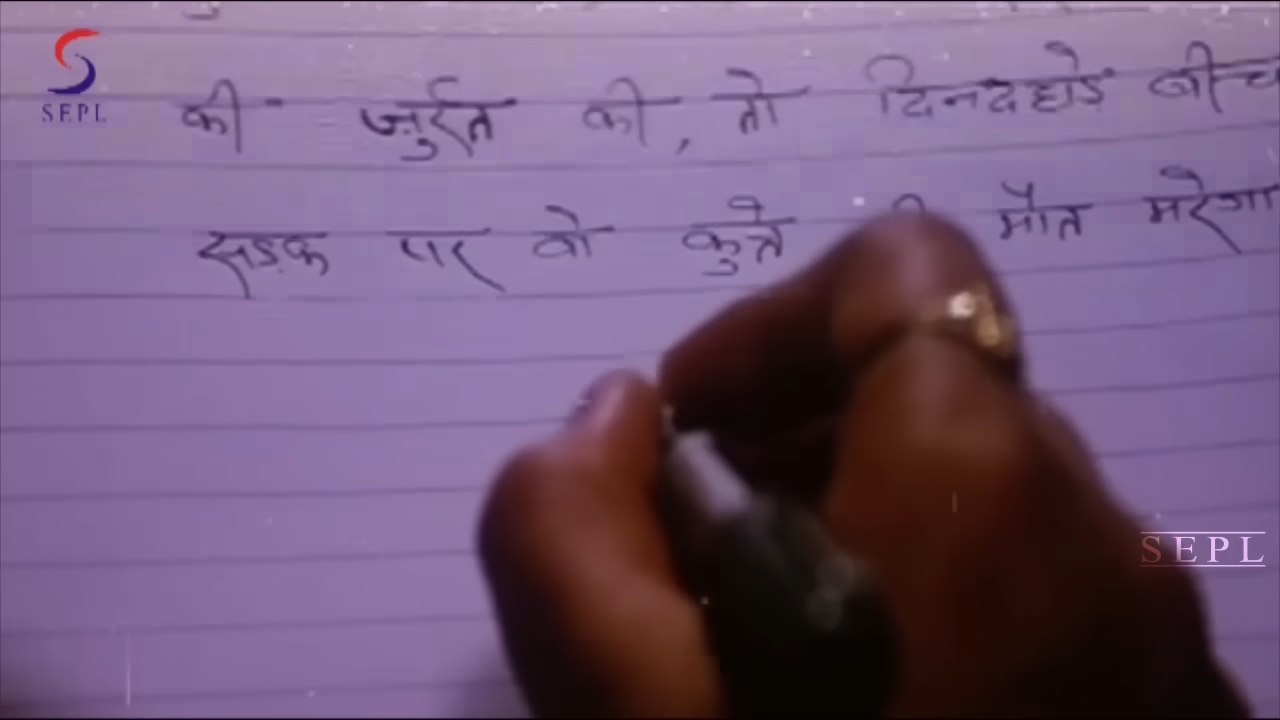 SEPL
की जुर्रत की, तो दिनदहाड़े बीच
सड़क पर वो कुत्ते की मौत मरेगा
SEPL